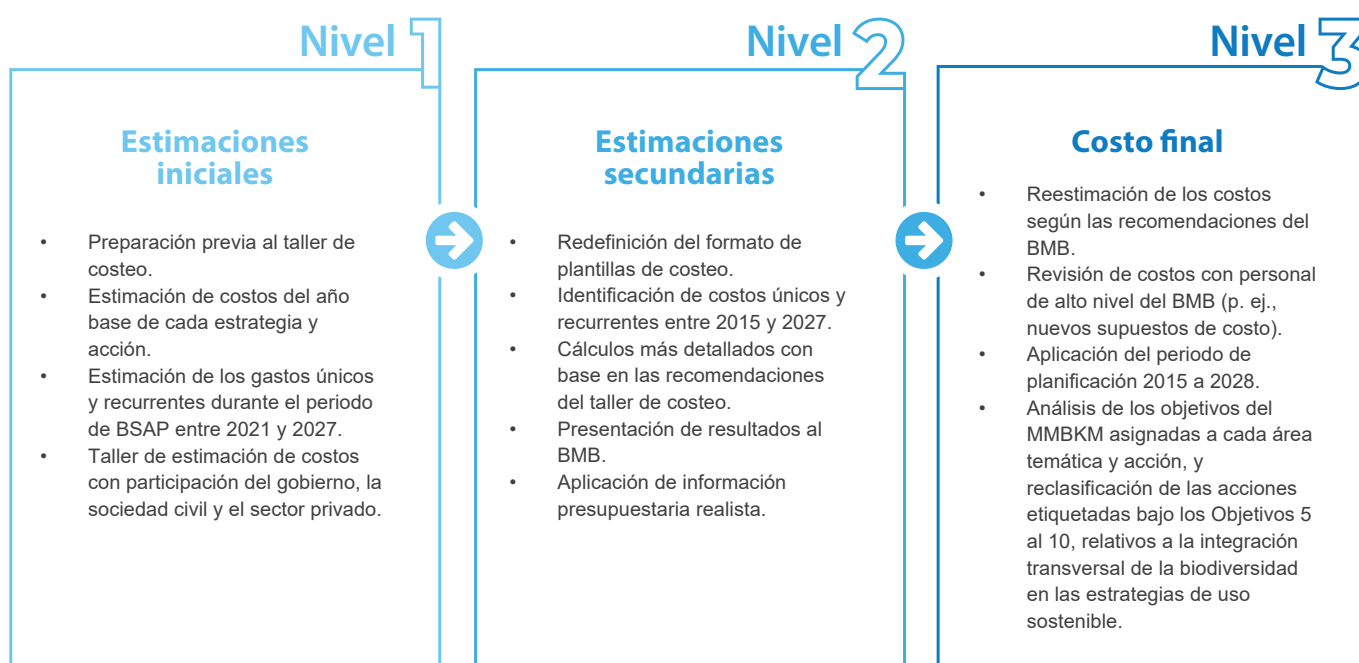 Nivel 1
Estimaciones
iniciales
• Preparación previa al taller de
costeo.
• Estimación de costos del año
base de cada estrategia y
acción.
• Estimación de los gastos únicos
y recurrentes durante el periodo
de BSAP entre 2021 y 2027.
• Taller de estimación de costos
con participación del gobierno, la
sociedad civil y el sector privado.
Nivel 2
Estimaciones
secundarias
• Redefinición del formato de
plantillas de costeo.
• Identificación de costos únicos y
recurrentes entre 2015 y 2027.
• Cálculos más detallados con
base en las recomendaciones
del taller de costeo.
• Presentación de resultados al
BMB.
• Aplicación de información
presupuestaria realista.
Nivel 3
Costo final
• Reestimación de los costos
según las recomendaciones del
BMB.
• Revisión de costos con personal
de alto nivel del BMB (p. ej.,
nuevos supuestos de costo).
• Aplicación del periodo de
planificación 2015 a 2028.
• Análisis de los objetivos del
MMBKM asignadas a cada área
temática y acción, y
reclasificación de las acciones
etiquetadas bajo los Objetivos 5
al 10, relativos a la integración
transversal de la biodiversidad
en las estrategias de uso
sostenible.